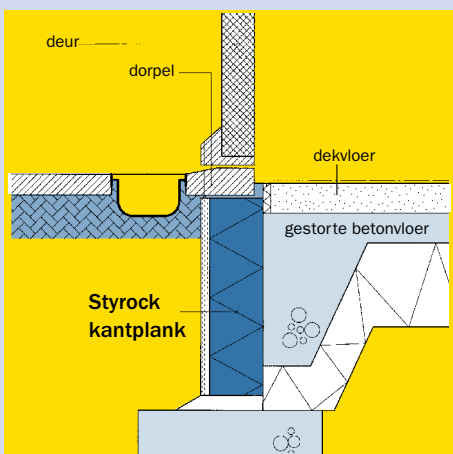 deur
dorpel
dekvloer
gestorte betonvloer
Styrock
kantplank